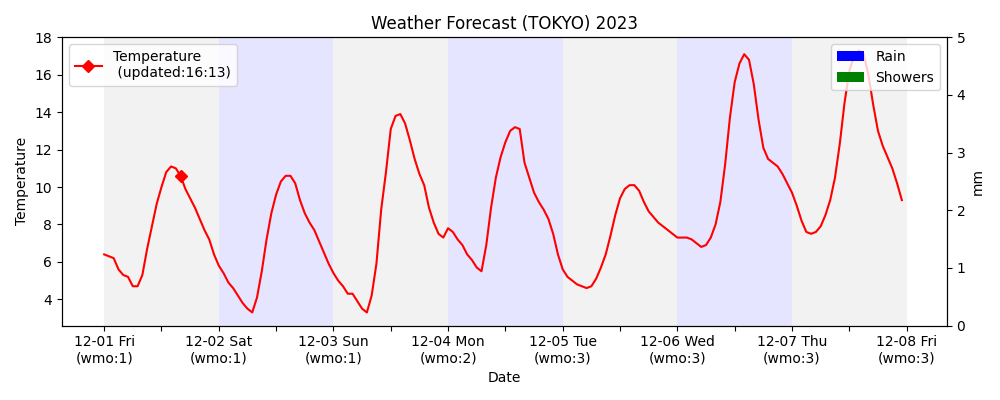 Weather Forecast (TOKYO) 2023
Temperature
(updated:16:13)
Rain
Showers
18
16
14
12
10
8
6
4
Temperature
5
4
3
2
1
0
mm
12-01 Fri 12-02 Sat 12-03 Sun 12-04 Mon 12-05 Tue 12-06 Wed 12-07 Thu 12-08 Fri
(wmo:1) (wmo:1) (wmo:1) (wmo:2) (wmo:3) (wmo:3) (wmo:3) (wmo:3)
Date